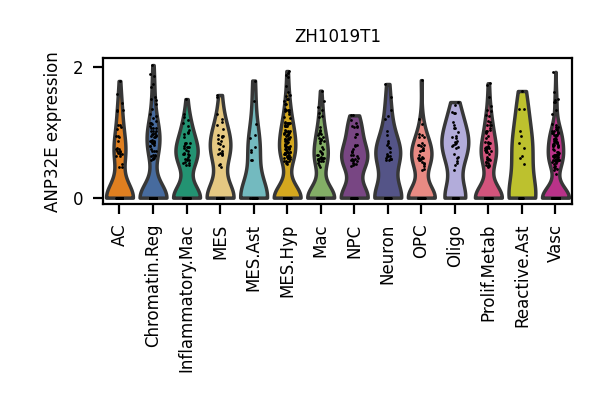 ZH1019T1
ANP32E expression
2
0
AC
Chromatin.Reg
Inflammatory.Mac
MES
MES.Ast
MES.Hyp
Mac
NPC
Neuron
OPC
Oligo
Prolif.Metab
Reactive.Ast
Vasc